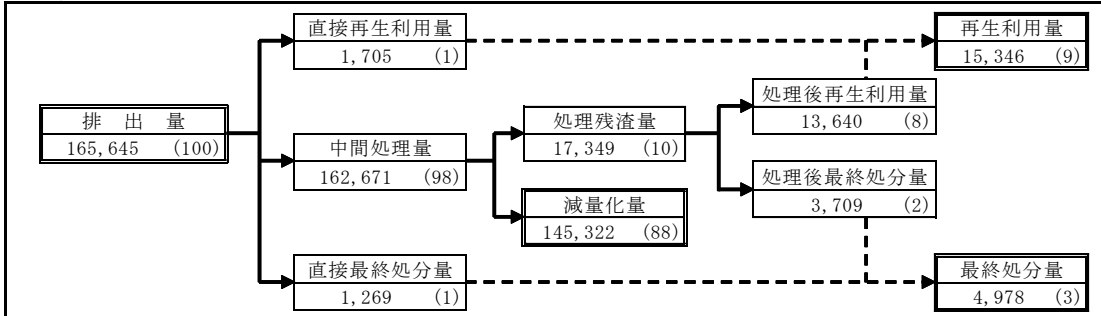 直接再生利用量
1,705 (1)
再生利用量
15,346 (9)
処理後再生利用量
13,640 (8)
排 出 量
165,645 (100)
処理残渣量
17,349 (10)
中間処理量
162,671 (98)
処理後最終処分量
3,709 (2)
減量化量
145,322 (88)
直接最終処分量
1,269 (1)
最終処分量
4,978 (3)